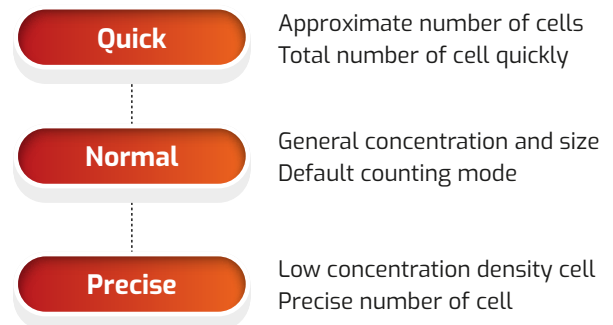 Quick
Approximate number of cells
Total number of cell quickly
Normal
General concentration and size
Default counting mode
Precise
Low concentration density cell
Precise number of cell